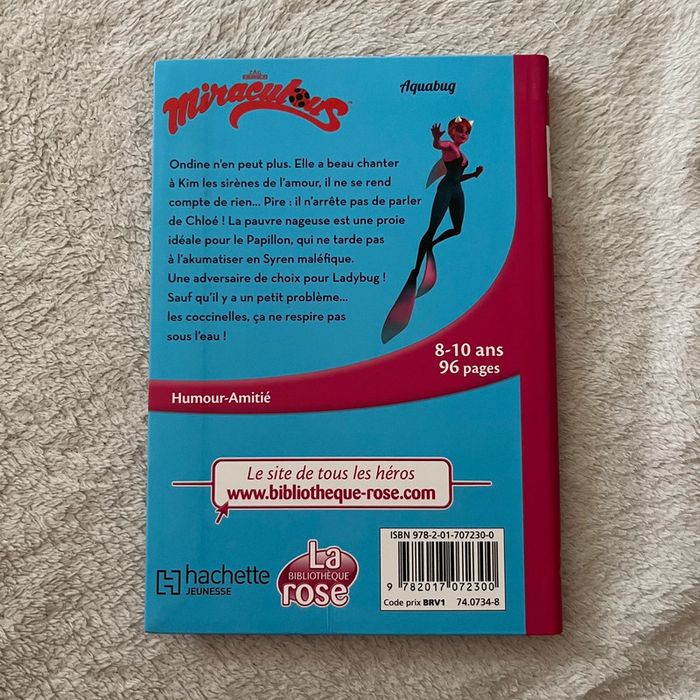 Miraculous
Aquabug
Ondine n'en peut plus. Elle a beau chanter
à Kim les sirènes de l'amour, il ne se rend
compte de rien... Pire : il n'arrête pas de parler
de Chloé ! La pauvre nageuse est une proie
idéale pour le Papillon, qui ne tarde pas
à l'akumatiser en Syren maléfique.
Une adversaire de choix pour Ladybug !
Sauf qu'il y a un petit problème...
les coccinelles, ça ne respire pas
sous l'eau !
8-10 ans
96 pages
Humour-Amitié
Le site de tous les héros
www.bibliotheque-rose.com
hachette
JEUNESSE
La
BIBLIOTHÈQUE
rose
ISBN 978-2-01-707230-0
9 782017 072300
Code prix BRV1 74.0734-8